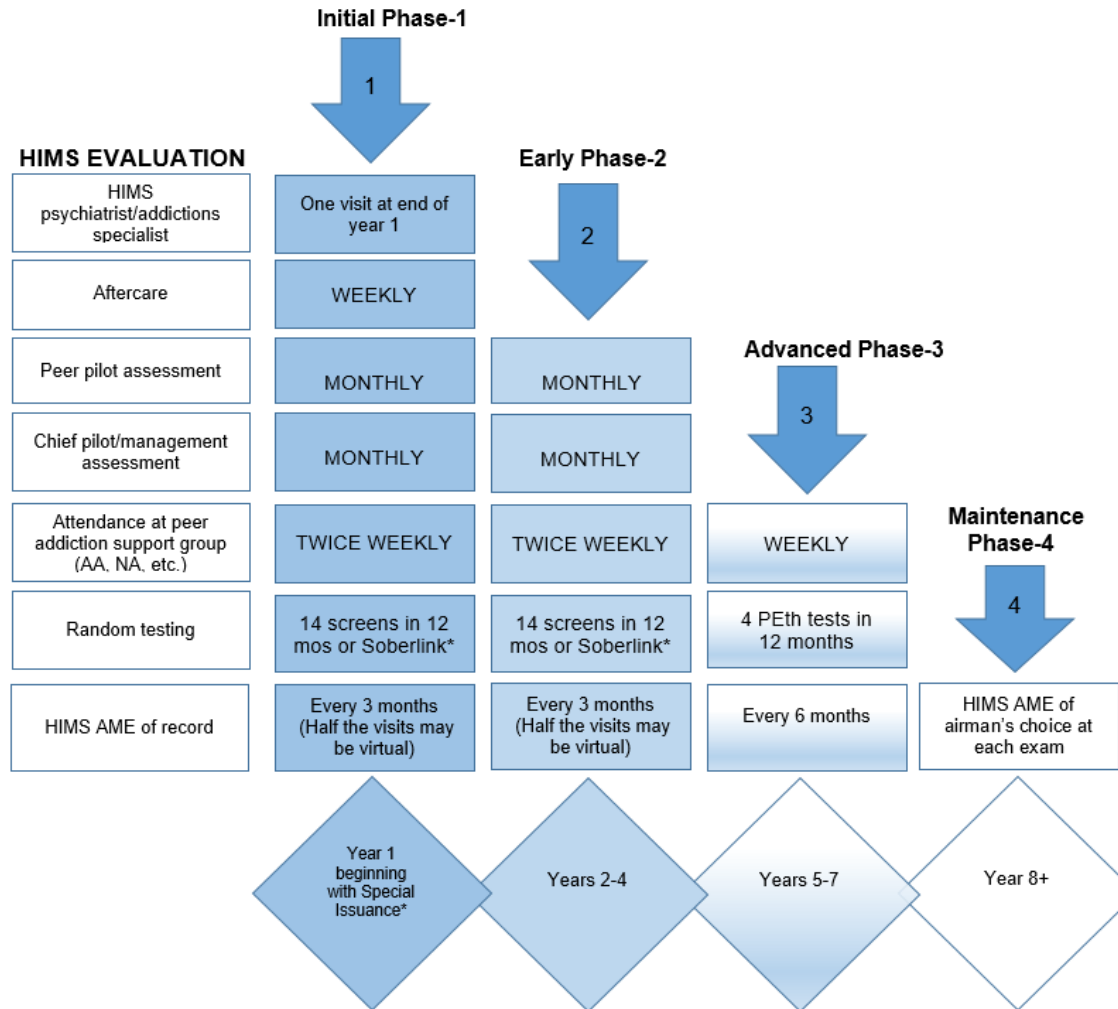 Initial Phase-1
1
HIMS EVALUATION
Early Phase-2
HIMS
psychiatrist/addictions
specialist
One visit at end of
year 1
2
Aftercare
WEEKLY
Advanced Phase-3
Peer pilot assessment
MONTHLY
MONTHLY
3
Chief pilot/management
assessment
MONTHLY
MONTHLY
Maintenance
Phase-4
Attendance at peer
addiction support group
(AA, NA, etc.)
TWICE WEEKLY
TWICE WEEKLY
WEEKLY
4
Random testing
14 screens in 12
mos or Soberlink*
14 screens in 12
mos or Soberlink*
4 PEth tests in
12 months
HIMS AME of record
Every 3 months
(Half the visits may
be virtual)
Every 3 months
(Half the visits may
be virtual)
Every 6 months
HIMS AME of
airman's choice at
each exam
Year 1
beginning
with Special
Issuance*
Years 2-4
Years 5-7
Year 8+